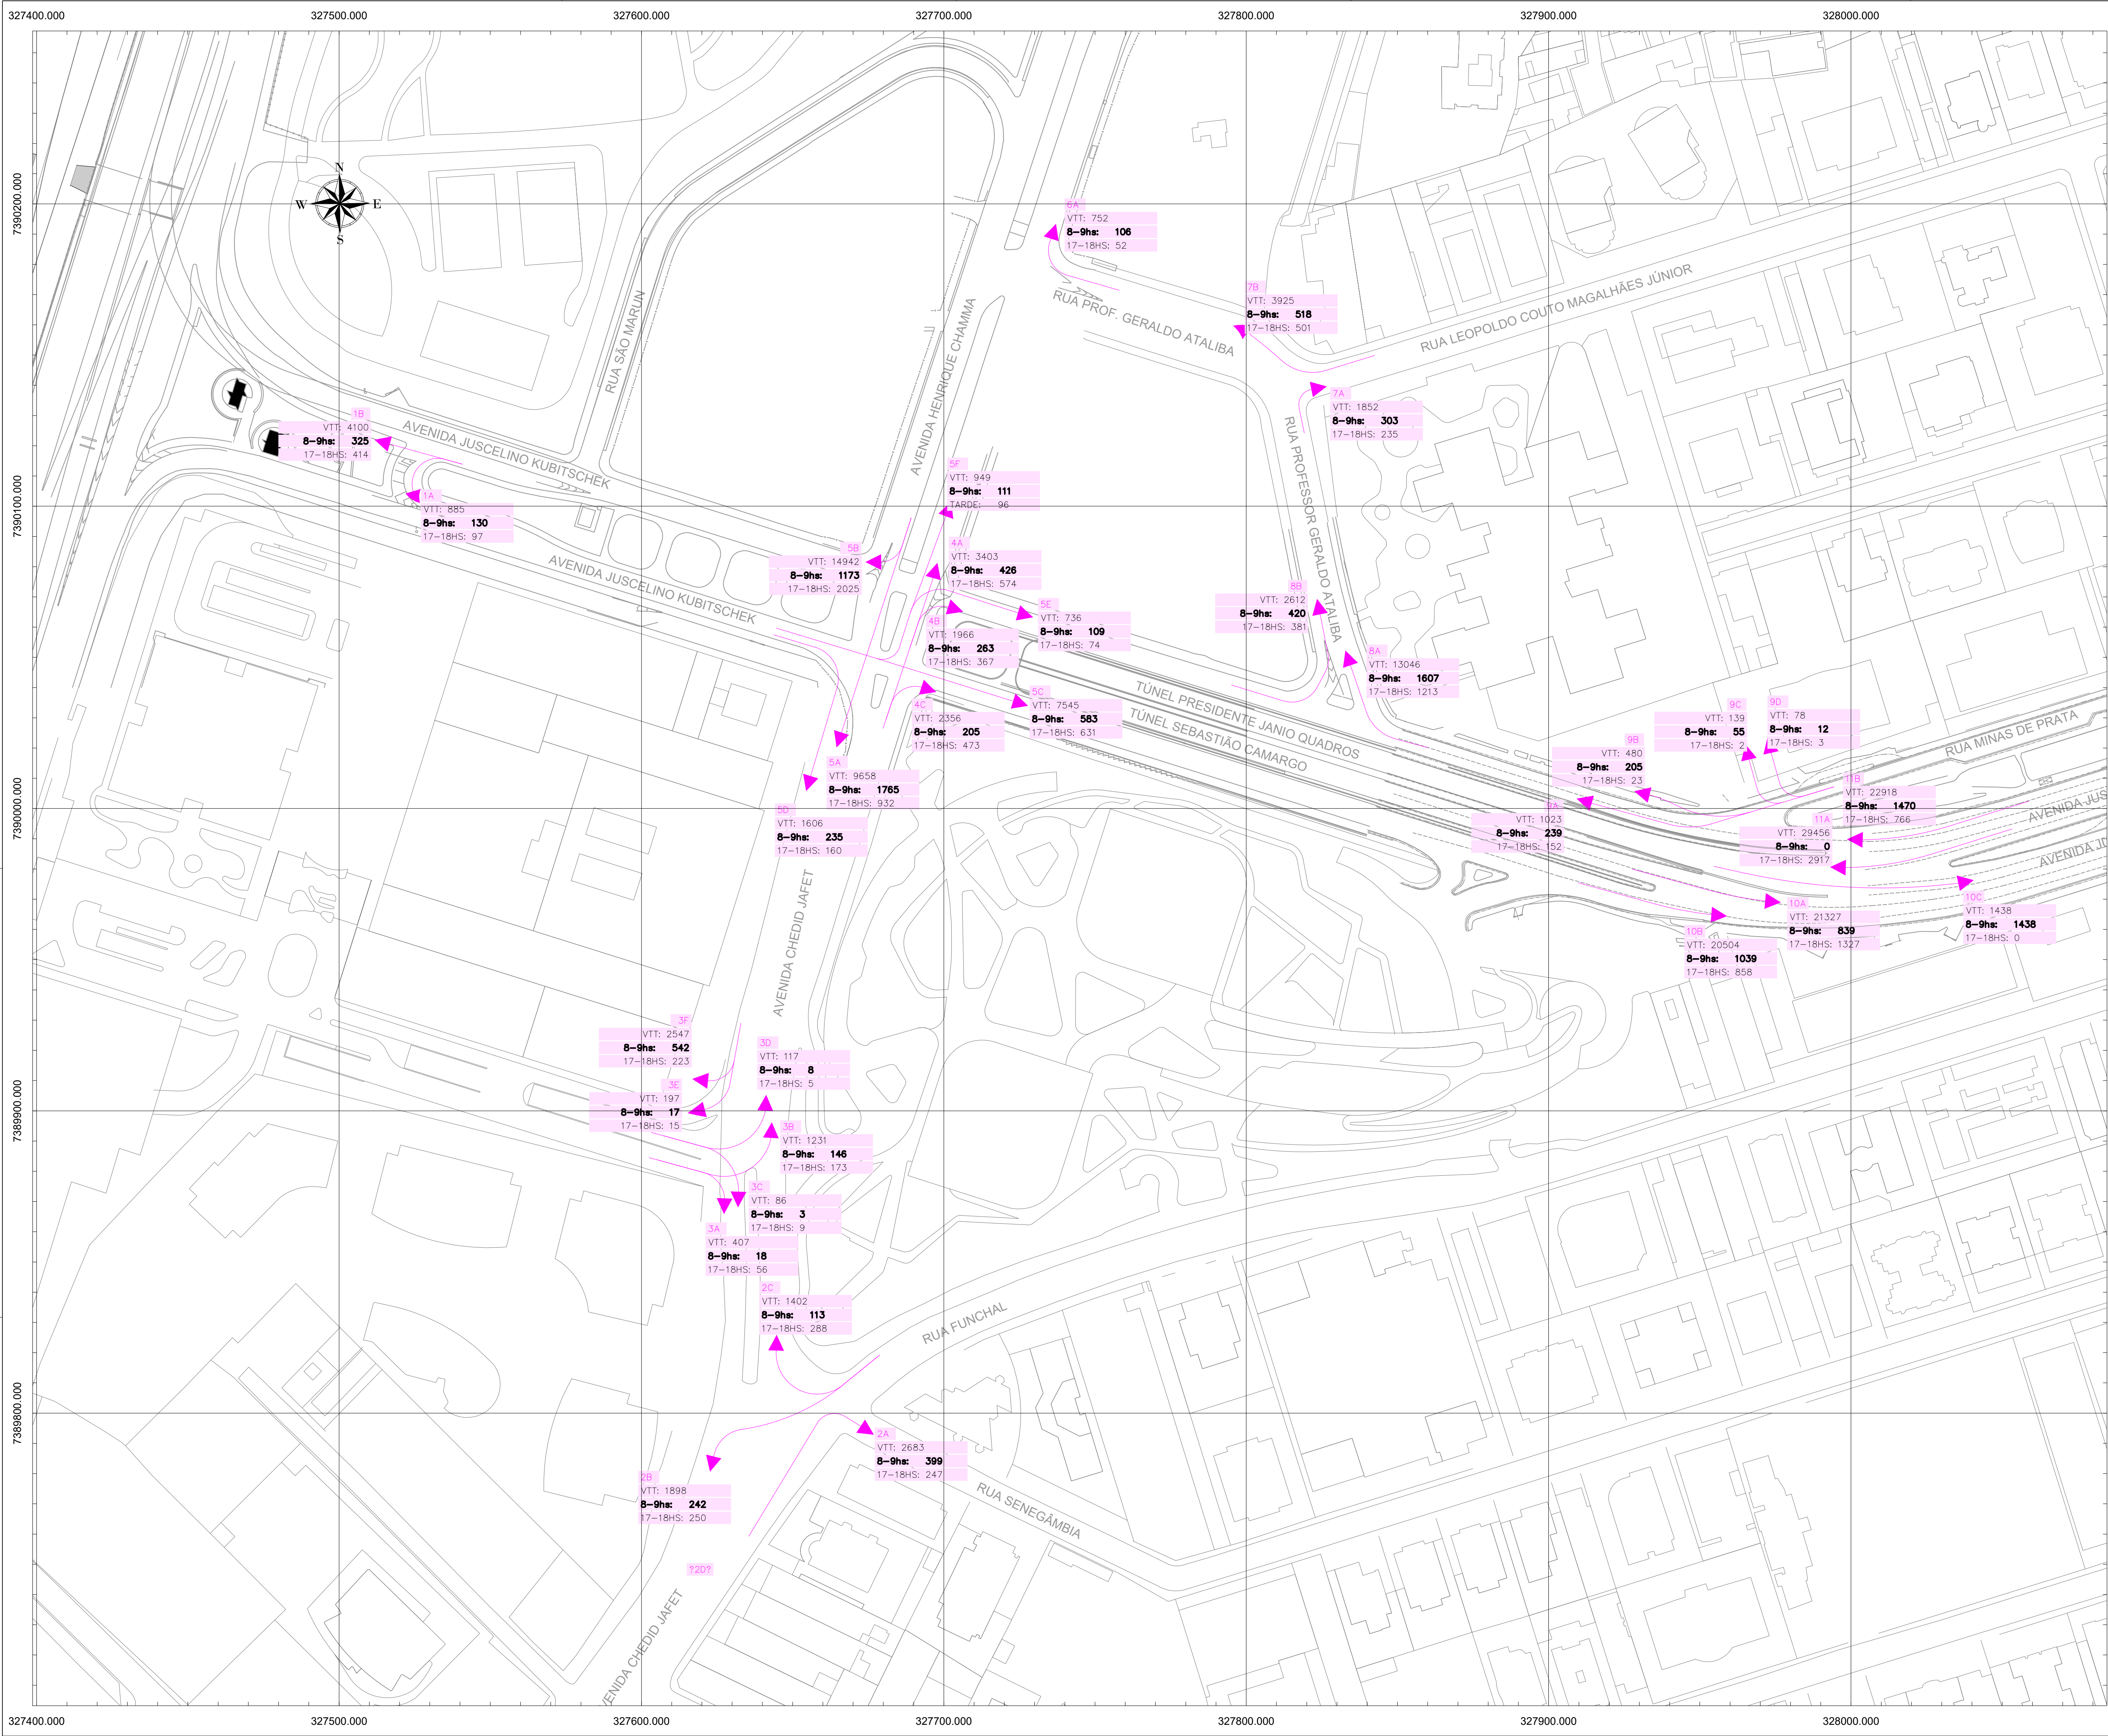 327400.000
327500.000
327600.000
327700.000
327800.000
327900.000
328000.000
7390200.000
7390100.000
7390000.000
7389900.000
7389800.000
N
W
E
S
6A
VTT: 752
8-9hs: 106
17-18HS: 52
RUA PROF. GERALDO ATALIBA
7B
VTT: 3925
8-9hs: 518
17-18HS: 501
RUA LEOPOLDO COUTO MAGALHÃES JÚNIOR
RUA SÃO MARUN
AVENIDA HENRIQUE CHAMMA
7A
VTT: 1852
8-9hs: 303
17-18HS: 235
1B
VTT: 4100
8-9hs: 325
17-18HS: 414
AVENIDA JUSCELINO KUBITSCHEK
1A
VTT: 885
8-9hs: 130
17-18HS: 97
5F
VTT: 949
8-9hs: 111
TARDE: 96
RUA PROFESSOR GERALDO ATALIBA
AVENIDA JUSCELINO KUBITSCHEK
5B
VTT: 14942
8-9hs: 1173
17-18HS: 2025
4A
VTT: 3403
8-9hs: 426
17-18HS: 574
5E
VTT: 736
8-9hs: 109
17-18HS: 74
4B
VTT: 1966
8-9hs: 263
17-18HS: 367
8B
VTT: 2612
8-9hs: 420
17-18HS: 381
8A
VTT: 13046
8-9hs: 1607
17-18HS: 1213
TÚNEL PRESIDENTE JANIO QUADROS
TÚNEL SEBASTIÃO CAMARGO
5C
VTT: 7545
8-9hs: 583
17-18HS: 631
4C
VTT: 2356
8-9hs: 205
17-18HS: 473
9C
VTT: 139
8-9hs: 55
17-18HS: 2
9D
VTT: 78
8-9hs: 12
17-18HS: 3
RUA MINAS DE PRATA
9B
VTT: 480
8-9hs: 205
17-18HS: 23
5A
VTT: 9658
8-9hs: 1765
17-18HS: 932
5D
VTT: 1606
8-9hs: 235
17-18HS: 160
9A
VTT: 1023
8-9hs: 239
17-18HS: 152
11B
VTT: 22918
8-9hs: 1470
17-18HS: 766
11A
VTT: 29456
8-9hs: 0
17-18HS: 2917
AVENIDA JUS
AVENIDA
10C
VTT: 1438
8-9hs: 1438
17-18HS: 0
10A
VTT: 21327
8-9hs: 839
17-18HS: 1327
10B
VTT: 20504
8-9hs: 1039
17-18HS: 858
AVENIDA CHEDID JAFET
3F
VTT: 2547
8-9hs: 542
17-18HS: 223
3D
VTT: 117
8-9hs: 8
17-18HS: 5
3E
VTT: 197
8-9hs: 17
17-18HS: 15
3B
VTT: 1231
8-9hs: 146
17-18HS: 173
3C
VTT: 86
8-9hs: 3
17-18HS: 9
3A
VTT: 407
8-9hs: 18
17-18HS: 56
2C
VTT: 1402
8-9hs: 113
17-18HS: 288
RUA FUNCHAL
2A
VTT: 2683
8-9hs: 399
17-18HS: 247
2B
VTT: 1898
8-9hs: 242
17-18HS: 250
RUA SENEGÂMBIA
?2D?
VENIDA CHEDID JAFET
327400.000
327500.000
327600.000
327700.000
327800.000
327900.000
328000.000